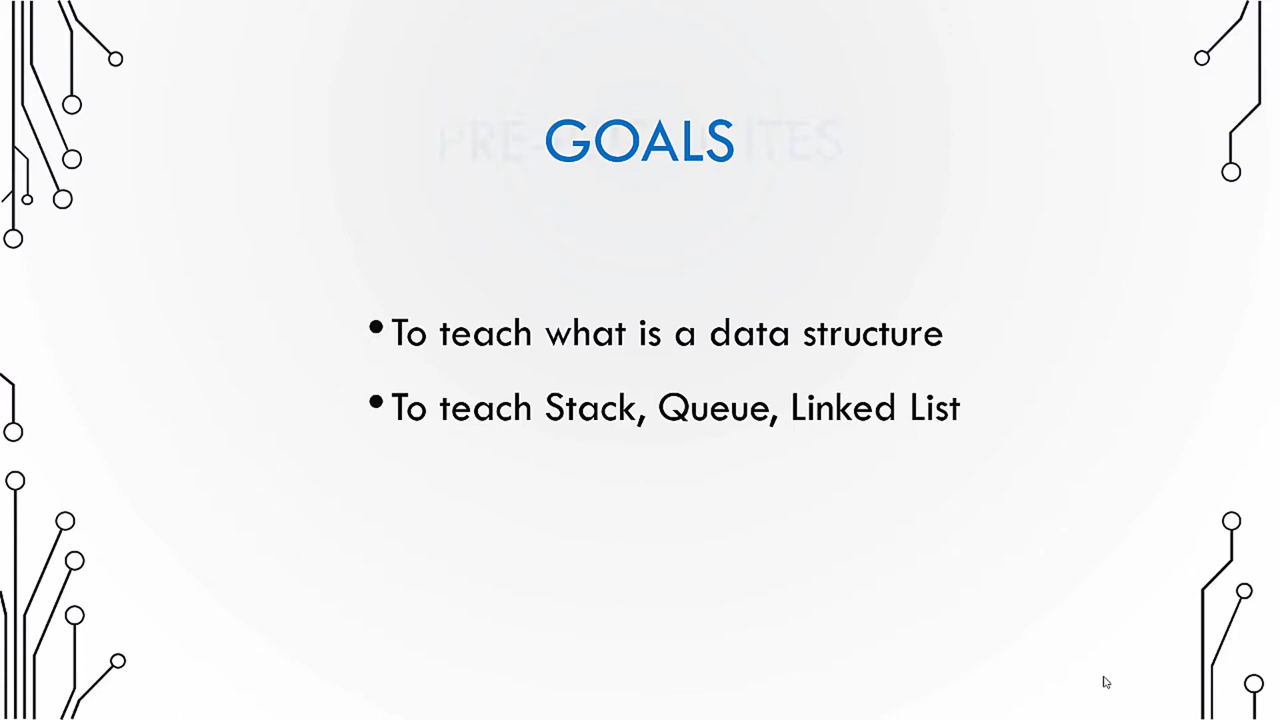 GOALS
• To teach what is a data structure
• To teach Stack, Queue, Linked List